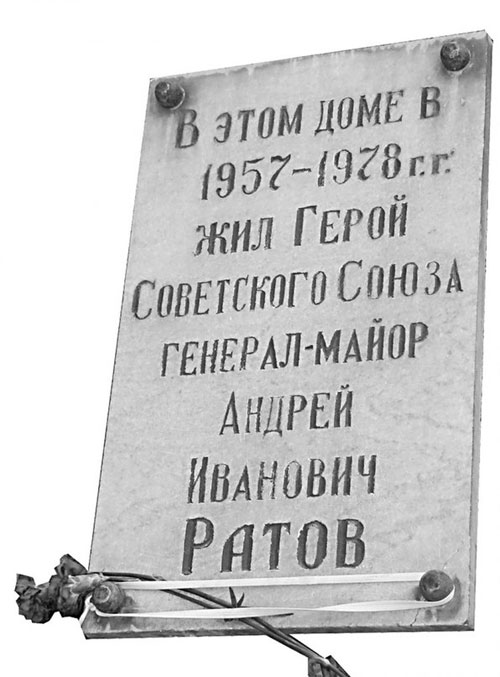 В ЭТОМ ДОМЕ В
1957-1978 г.г.
ЖИЛ ГЕРОЙ
СОВЕТСКОГО СОЮЗА
ГЕНЕРАЛ-МАЙОР
АНДРЕЙ
ИВАНОВИЧ
РАТОВ